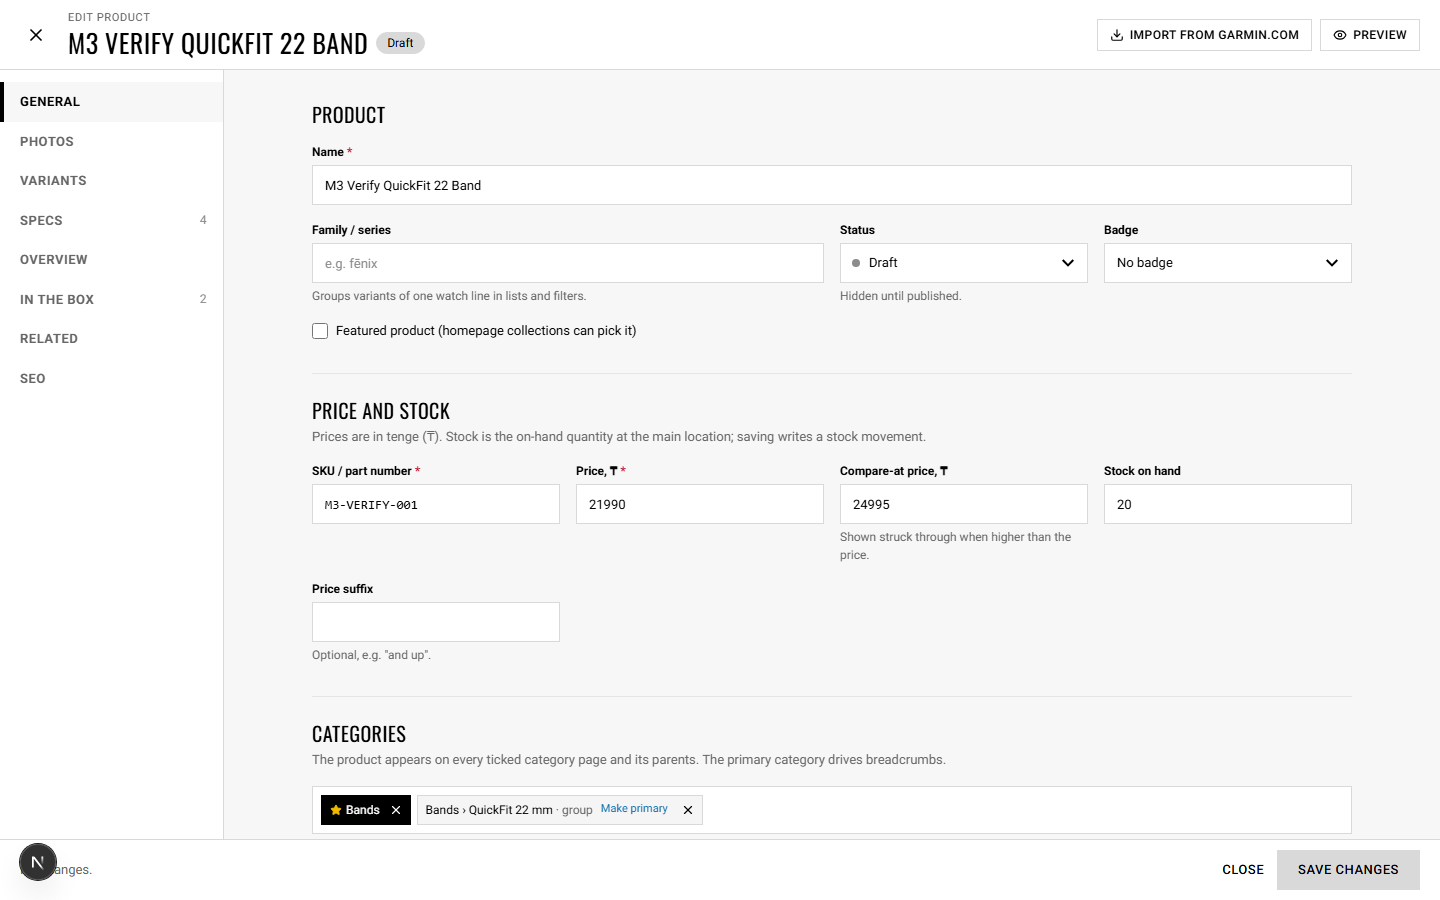 EDIT PRODUCT
M3 VERIFY QUICKFIT 22 BAND Draft
IMPORT FROM GARMIN.COM PREVIEW
GENERAL
PHOTOS
VARIANTS
SPECS 4
OVERVIEW
IN THE BOX 2
RELATED
SEO
PRODUCT
Name *
M3 Verify QuickFit 22 Band
Family / series Status Badge
e.g. fēnix Draft No badge
Groups variants of one watch line in lists and filters. Hidden until published.
Featured product (homepage collections can pick it)
PRICE AND STOCK
Prices are in tenge (₸). Stock is the on-hand quantity at the main location; saving writes a stock movement.
SKU / part number * Price, ₸ * Compare-at price, ₸ Stock on hand
M3-VERIFY-001 21990 24995 20
Shown struck through when higher than the
price.
Price suffix
Optional, e.g. "and up".
CATEGORIES
The product appears on every ticked category page and its parents. The primary category drives breadcrumbs.
Bands Bands › QuickFit 22 mm · group Make primary
N anges. CLOSE SAVE CHANGES